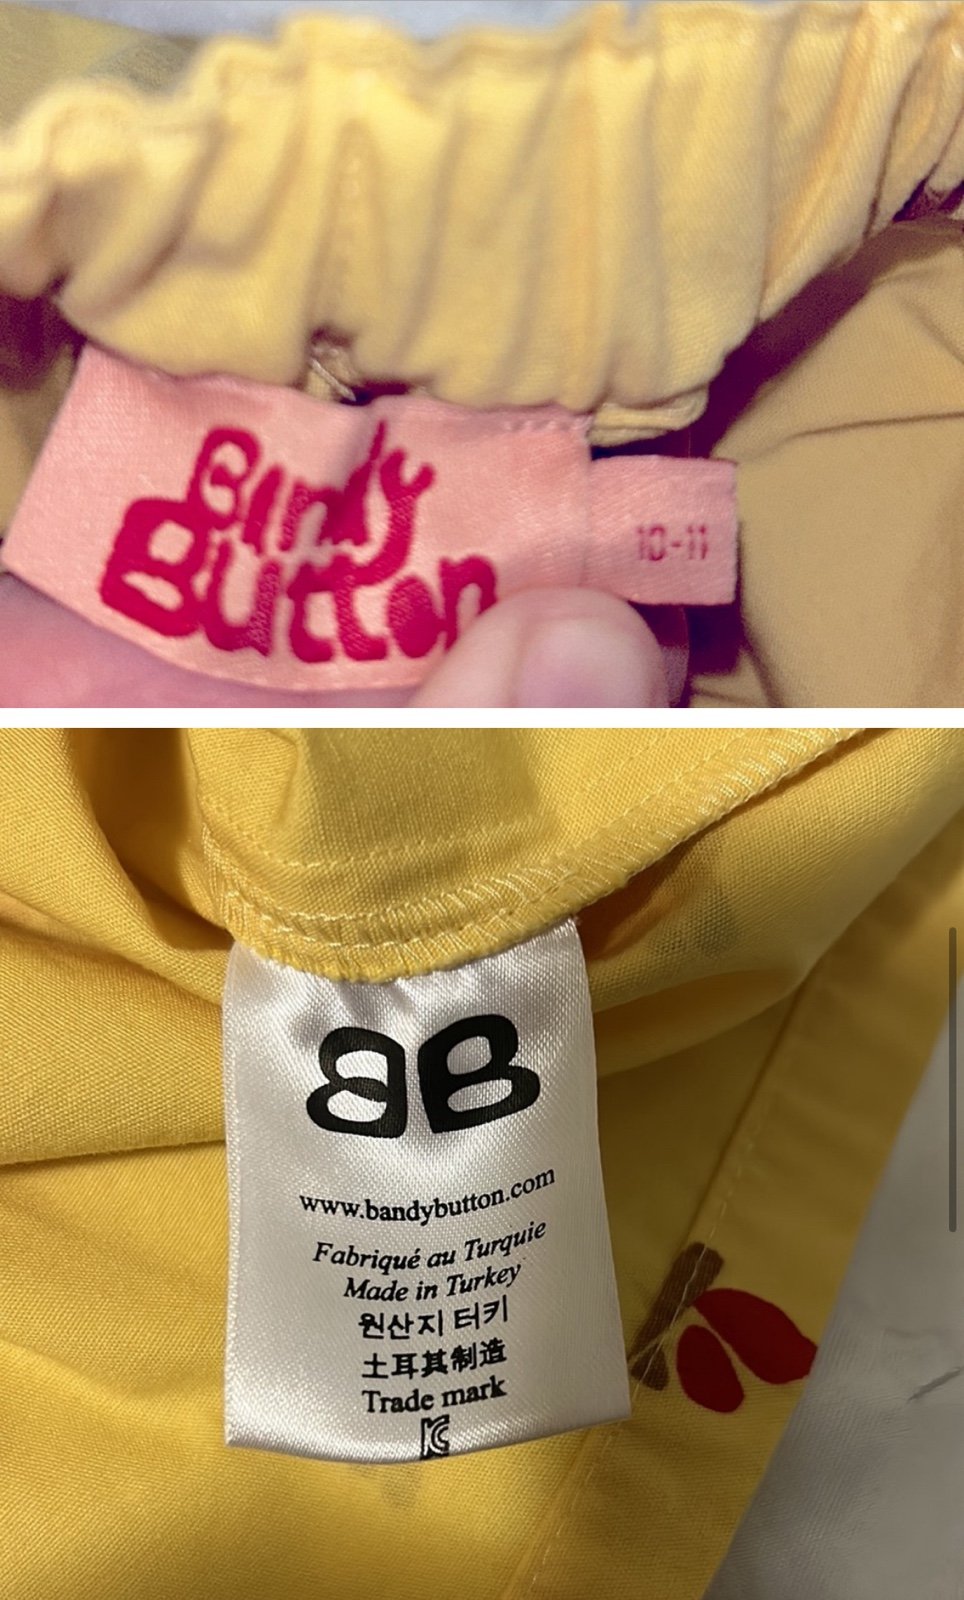 Bandy
Button
10-11
BB
www.bandybutton.com
Fabriqué au Turquie
Made in Turkey
원산지 터키
土耳其制造
Trade mark
KC